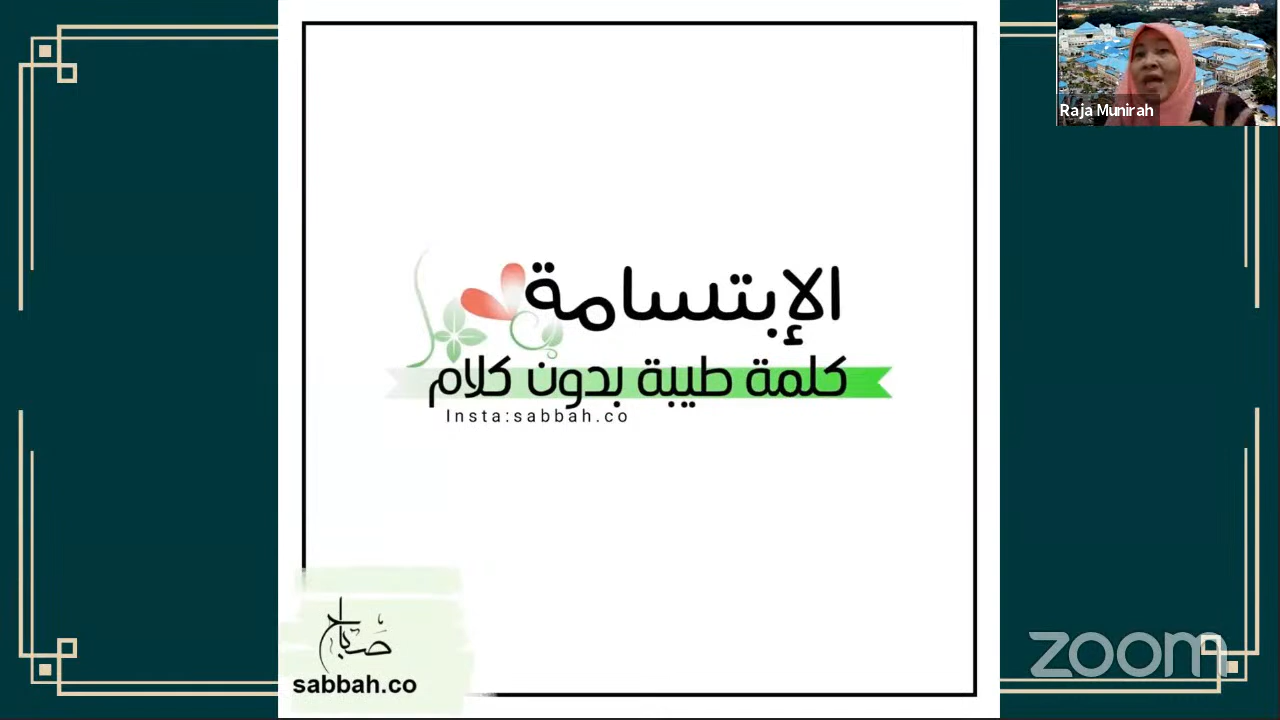 Raja Munirah
الإبتسامة
كلمة طيبة بدون كلام
Insta:sabbah.co
صباح
sabbah.co
zoom